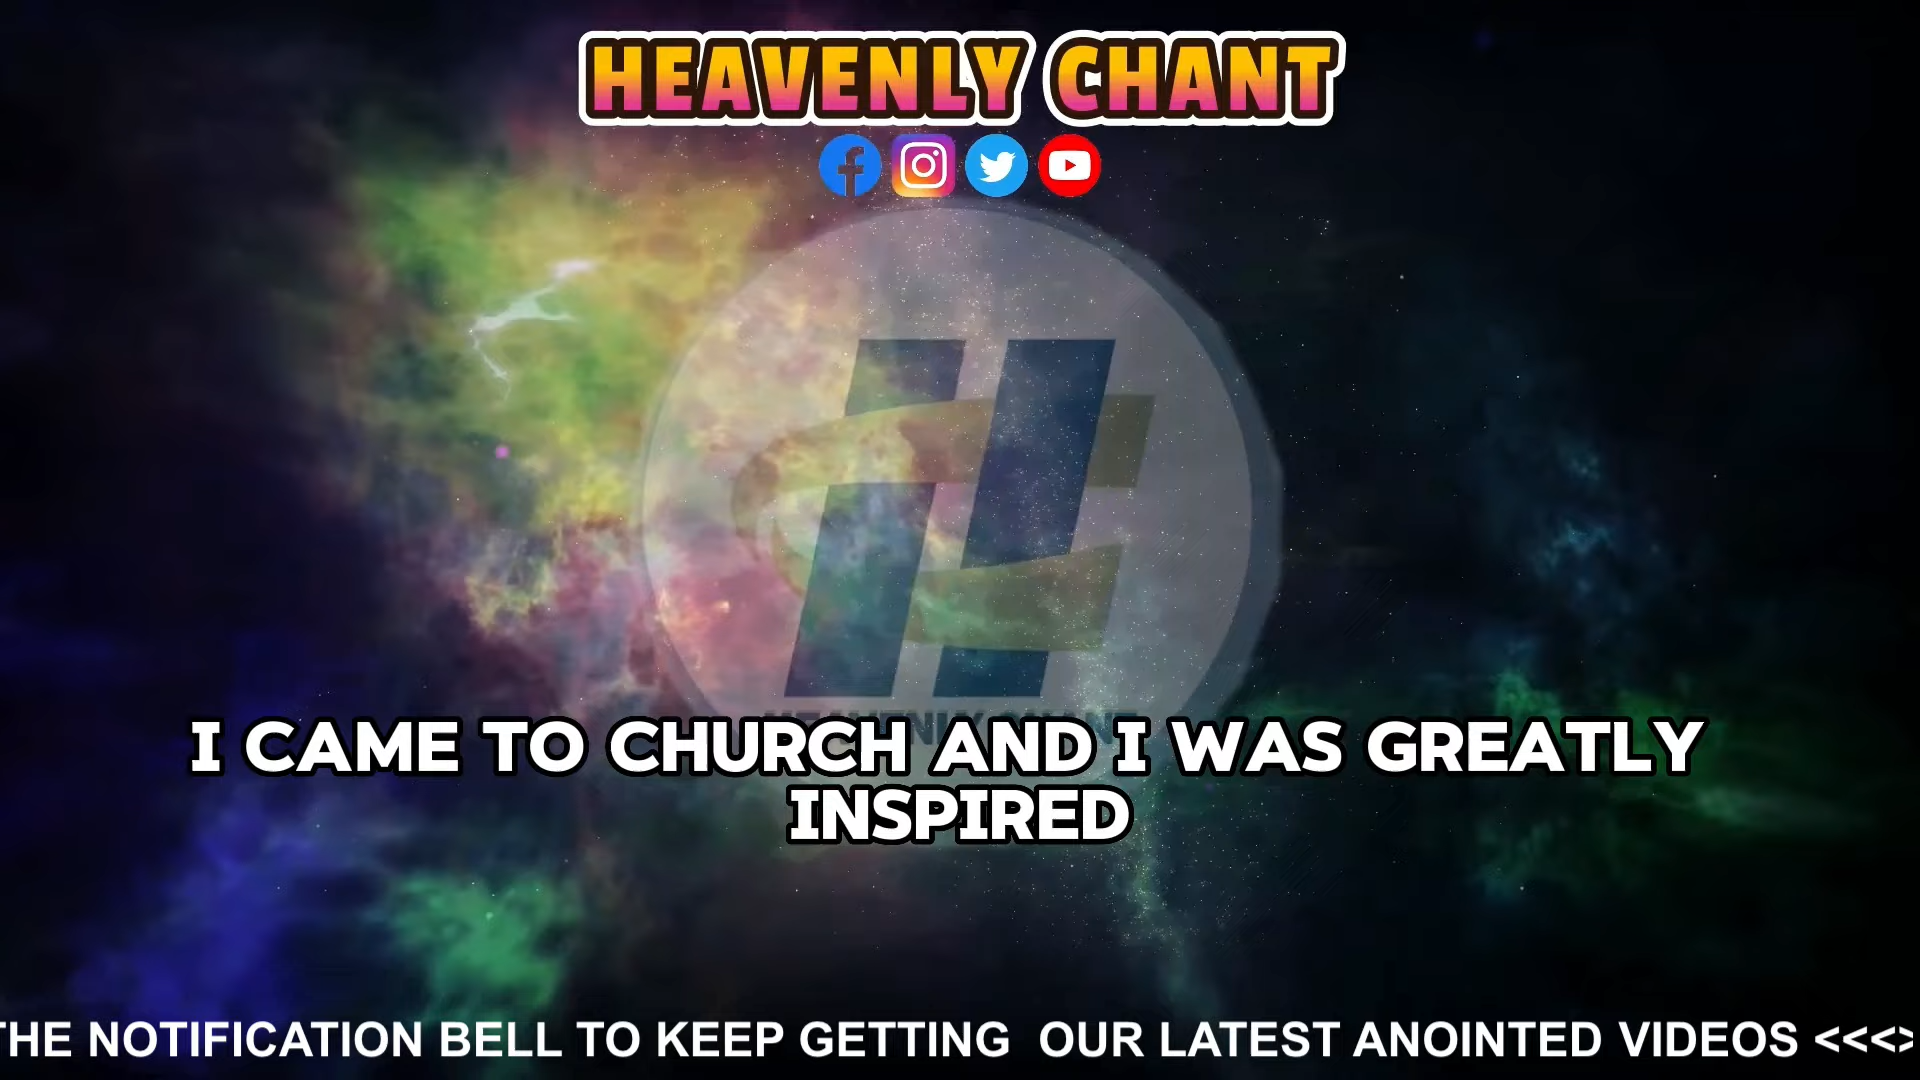 HEAVENLY CHANT
I CAME TO CHURCH AND I WAS GREATLY
INSPIRED
THE NOTIFICATION BELL TO KEEP GETTING OUR LATEST ANOINTED VIDEOS <<<>